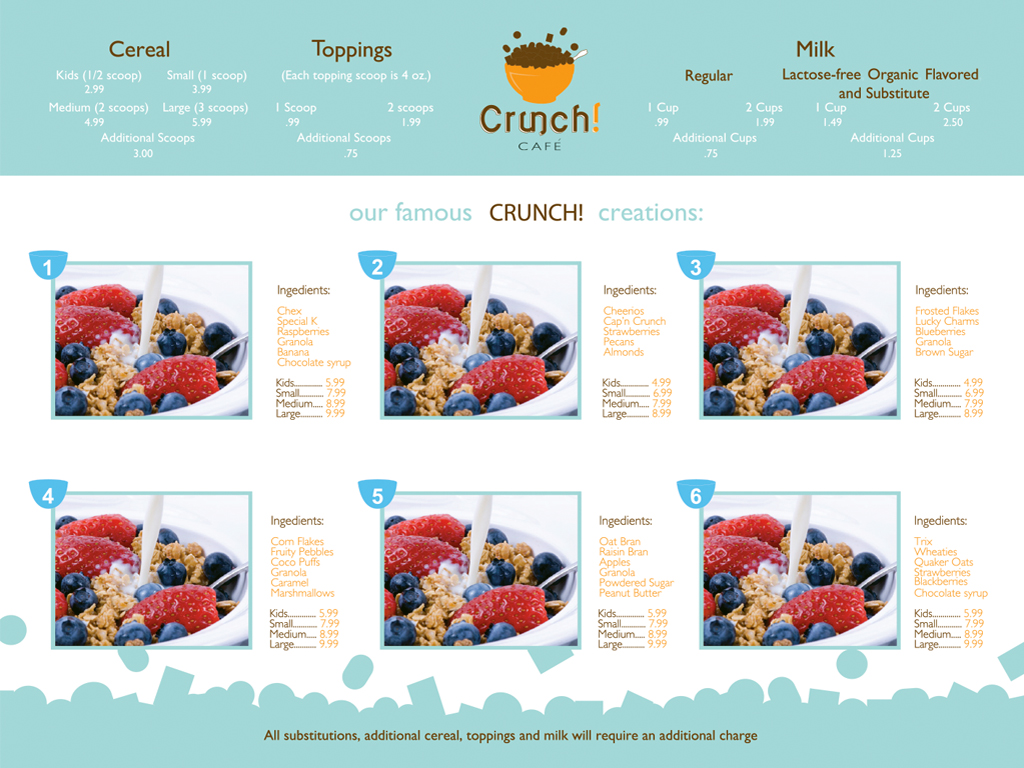 Cereal
Kids (1/2 scoop) Small (1 scoop)
2.99 3.99
Medium (2 scoops) Large (3 scoops)
4.99 5.99
Additional Scoops
3.00
Toppings
(Each topping scoop is 4 oz.)
1 Scoop 2 scoops
.99 1.99
Additional Scoops
.75
Crunch!
CAFÉ
Milk
Regular
1 Cup 2 Cups
.99 1.99
Additional Cups
.75
Lactose-free Organic Flavored
and Substitute
1 Cup 2 Cups
1.49 2.50
Additional Cups
1.25
our famous CRUNCH! creations:
1
Ingedients:
Chex
Special K
Raspberries
Granola
Banana
Chocolate syrup
Kids............. 5.99
Small............ 7.99
Medium..... 8.99
Large........... 9.99
2
Ingedients:
Cheerios
Cap'n Crunch
Strawberries
Pecans
Almonds
Kids............. 4.99
Small............ 6.99
Medium..... 7.99
Large........... 8.99
3
Ingedients:
Frosted Flakes
Lucky Charms
Blueberries
Granola
Brown Sugar
Kids............. 4.99
Small............ 6.99
Medium..... 7.99
Large........... 8.99
4
Ingedients:
Corn Flakes
Fruity Pebbles
Coco Puffs
Granola
Caramel
Marshmallows
Kids............. 5.99
Small............ 7.99
Medium..... 8.99
Large........... 9.99
5
Ingedients:
Oat Bran
Raisin Bran
Apples
Granola
Powdered Sugar
Peanut Butter
Kids............. 5.99
Small............ 7.99
Medium..... 8.99
Large........... 9.99
6
Ingedients:
Trix
Wheaties
Quaker Oats
Strawberries
Blackberries
Chocolate syrup
Kids............. 5.99
Small............ 7.99
Medium..... 8.99
Large........... 9.99
All substitutions, additional cereal, toppings and milk will require an additional charge